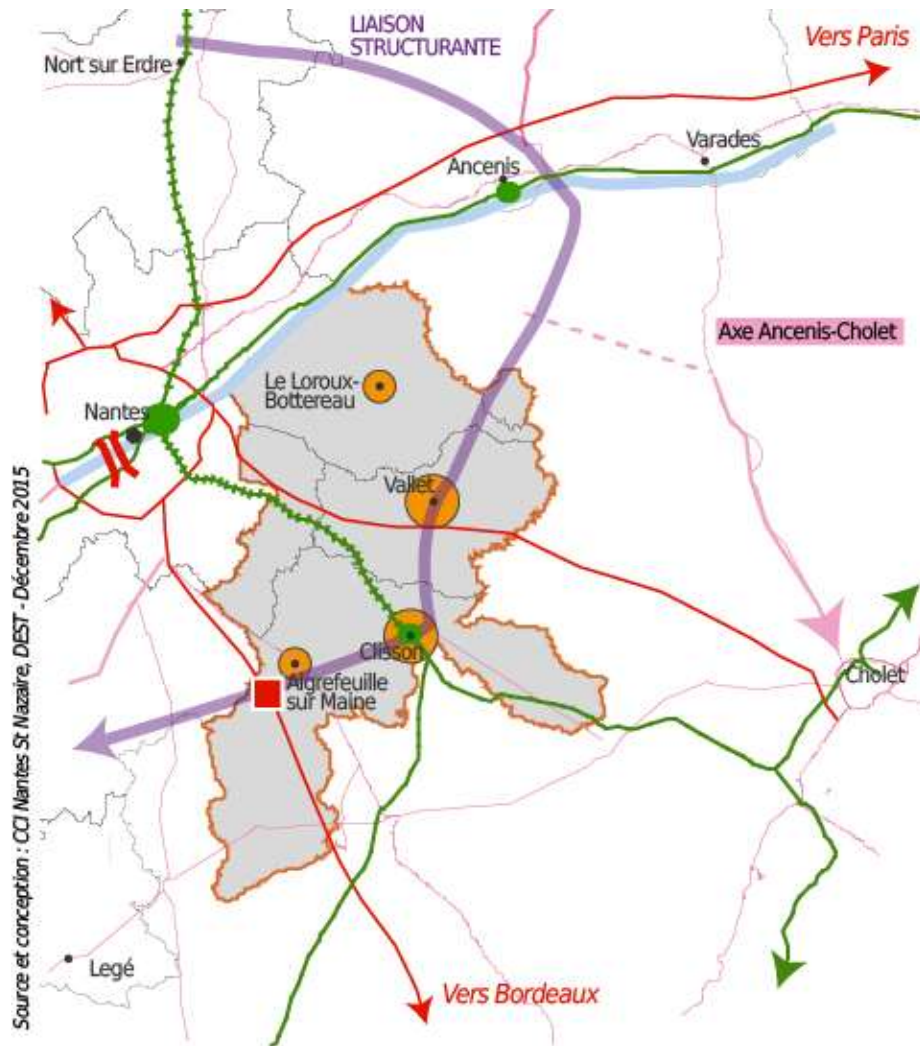 LIAISON
STRUCTURANTE
Vers Paris
Nort sur Erdre
Varades
Ancenis
Axe Ancenis-Cholet
Le Loroux-
Bottereau
Nantes
Vallet
Clisson
Cholet
Aigrefeuille
sur Maine
Legé
Vers Bordeaux
Source et conception : CCI Nantes St Nazaire, DEST - Décembre 2015